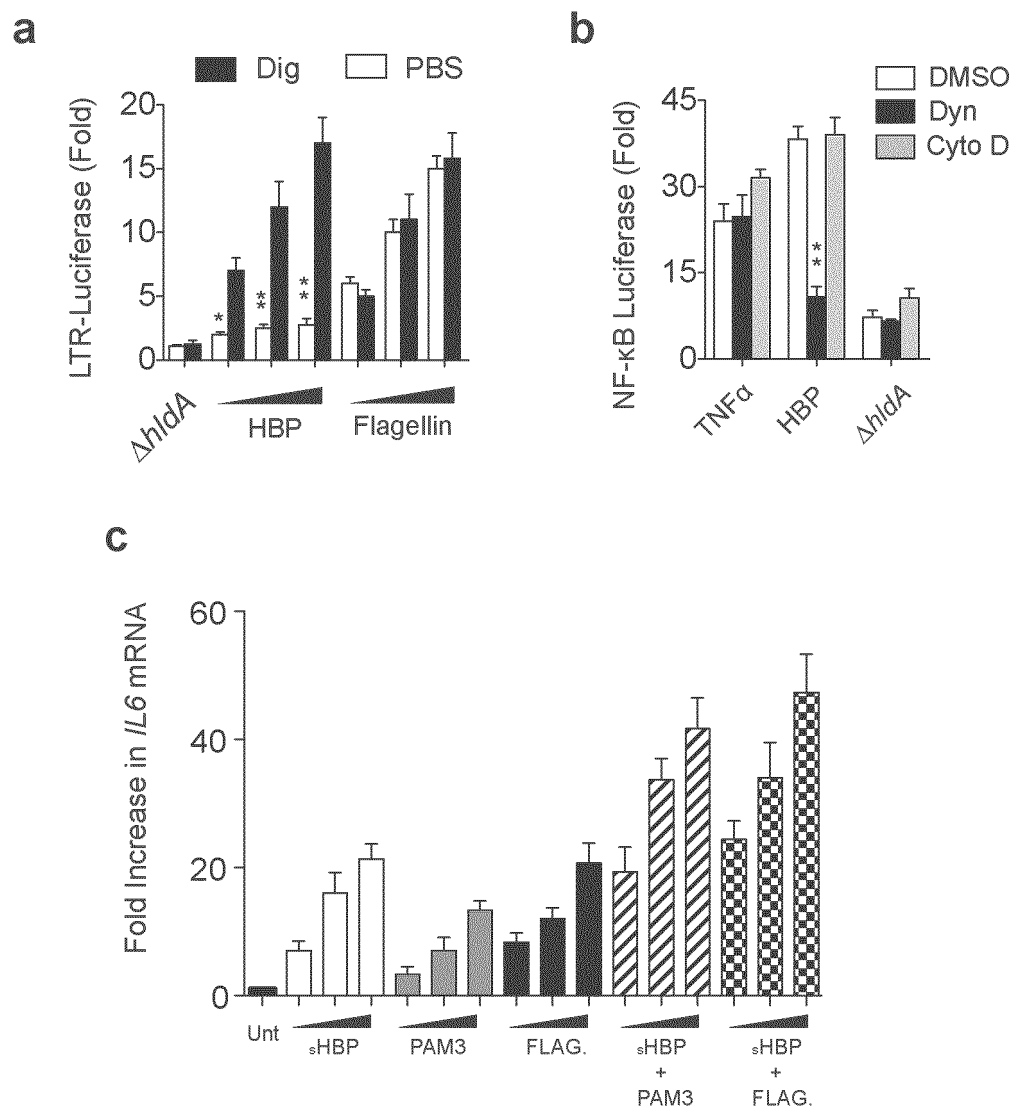 a
Dig PBS
LTR-Luciferase (Fold)
20
15
10
5
0
*
**
**
ΔhldA
HBP
Flagellin
b
DMSO
Dyn
Cyto D
NF-κB Luciferase (Fold)
45
30
15
0
**
TNFα
HBP
ΔhldA
c
Fold Increase in IL6 mRNA
60
40
20
0
Unt
sHBP
PAM3
FLAG.
sHBP
+
PAM3
sHBP
+
FLAG.